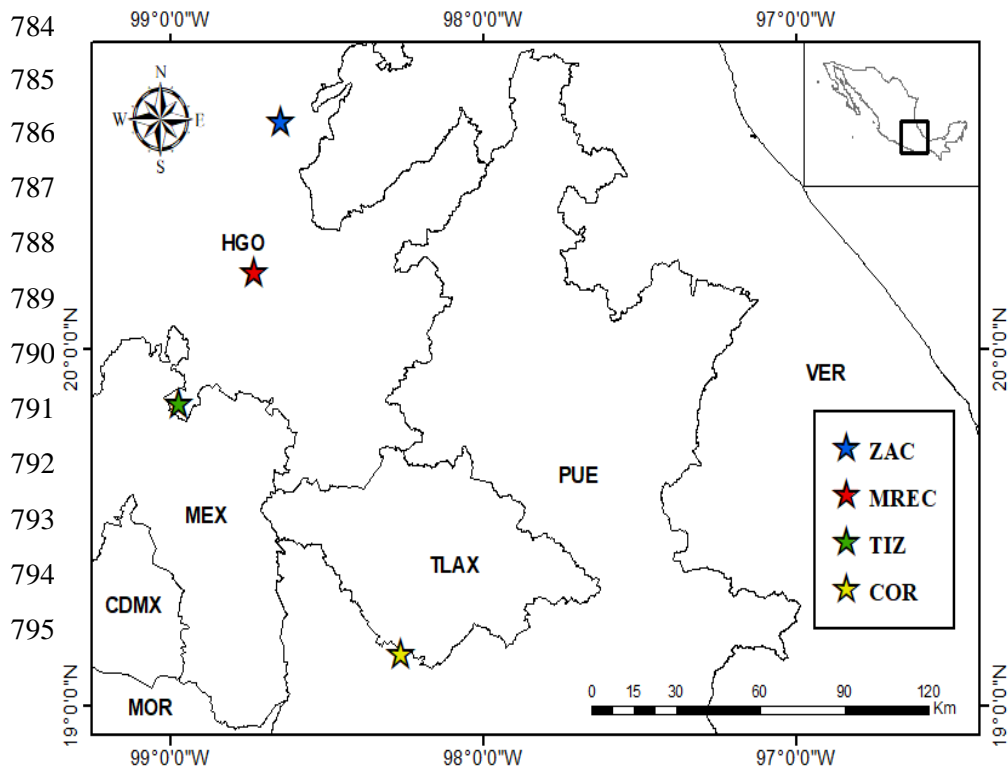 784
99°0'0"W 98°0'0"W 97°0'0"W
785
N
786
W E
S
787
788
HGO
789
790
20°0'0"N
20°0'0"N
VER
791
792
ZAC
PUE
793
MEX
MREC
TIZ
794
TLAX
CDMX
COR
795
0 15 30 60 90 120
Km
MOR
19°0'0"N
19°0'0"N
99°0'0"W 98°0'0"W 97°0'0"W